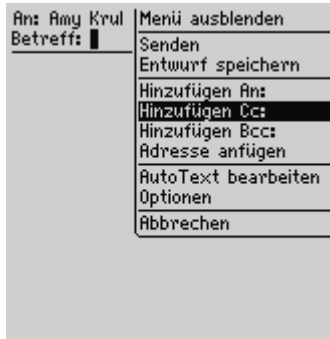 An: Amy Krul
Betreff:
Menü ausblenden
Senden
Entwurf speichern
Hinzufügen An:
Hinzufügen Cc:
Hinzufügen Bcc:
Adresse anfügen
AutoText bearbeiten
Optionen
Abbrechen